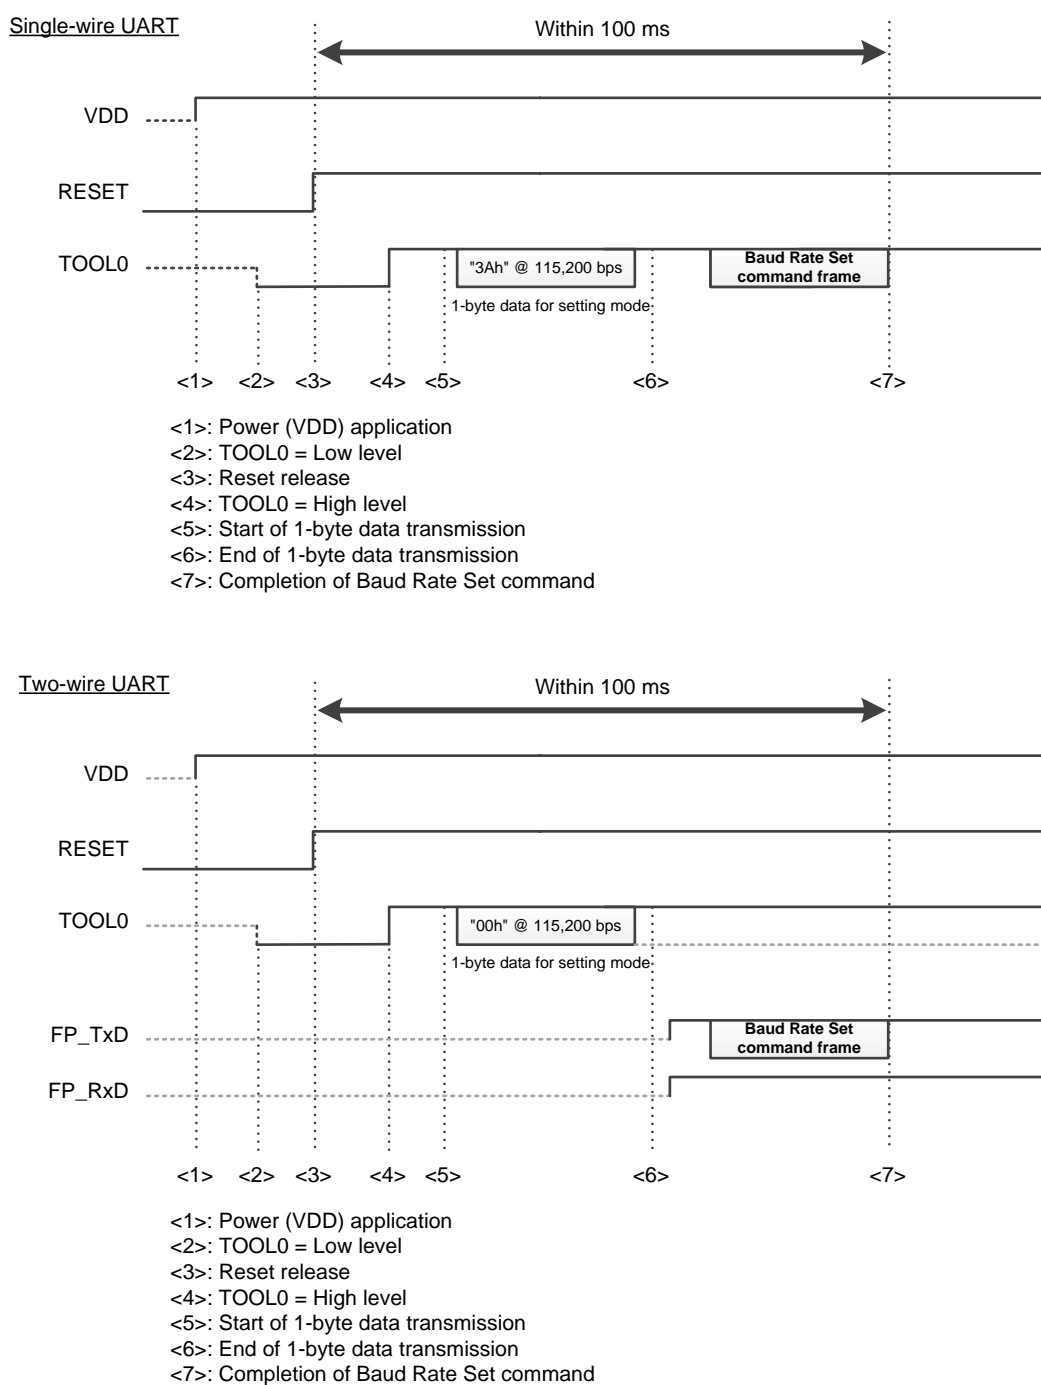 Single-wire UART
Within 100 ms
VDD
RESET
TOOL0
"3Ah" @ 115,200 bps
Baud Rate Set
command frame
1-byte data for setting mode
<1> <2> <3> <4> <5> <6> <7>
<1>: Power (VDD) application
<2>: TOOL0 = Low level
<3>: Reset release
<4>: TOOL0 = High level
<5>: Start of 1-byte data transmission
<6>: End of 1-byte data transmission
<7>: Completion of Baud Rate Set command
Two-wire UART
Within 100 ms
VDD
RESET
TOOL0
"00h" @ 115,200 bps
1-byte data for setting mode
FP_TxD
Baud Rate Set
command frame
FP_RxD
<1> <2> <3> <4> <5> <6> <7>
<1>: Power (VDD) application
<2>: TOOL0 = Low level
<3>: Reset release
<4>: TOOL0 = High level
<5>: Start of 1-byte data transmission
<6>: End of 1-byte data transmission
<7>: Completion of Baud Rate Set command